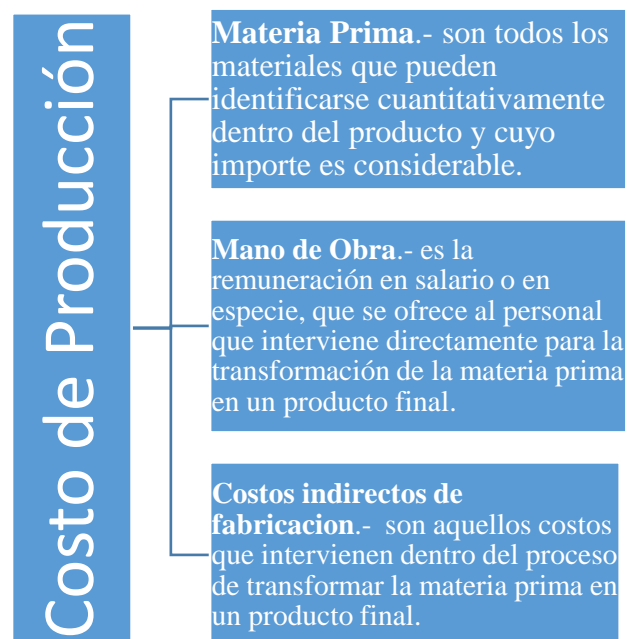 Costo de Producción
Materia Prima.- son todos los
materiales que pueden
identificarse cuantitativamente
dentro del producto y cuyo
importe es considerable.
Mano de Obra.- es la
remuneración en salario o en
especie, que se ofrece al personal
que interviene directamente para la
transformación de la materia prima
en un producto final.
Costos indirectos de
fabricacion.- son aquellos costos
que intervienen dentro del proceso
de transformar la materia prima en
un producto final.